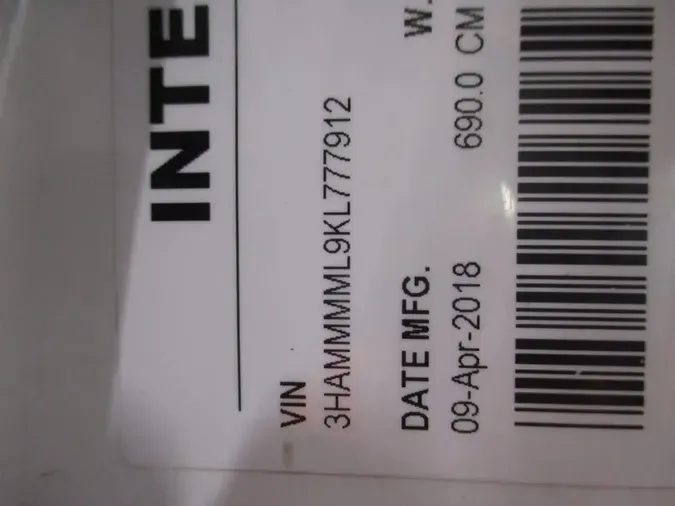 INTE
VIN
3HAMMMML9KL777912
DATE MFG. W.
09-Apr-2018 690.0 CM